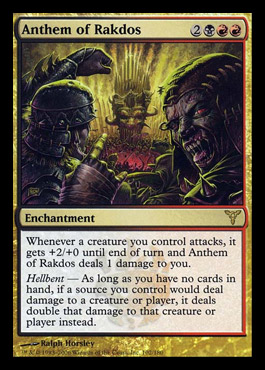 Anthem of Rakdos 2
Enchantment
Whenever a creature you control attacks, it
gets +2/+0 until end of turn and Anthem
of Rakdos deals 1 damage to you.
Hellbent — As long as you have no cards in
hand, if a source you control would deal
damage to a creature or player, it deals
double that damage to that creature or
player instead.
Ralph Horsley